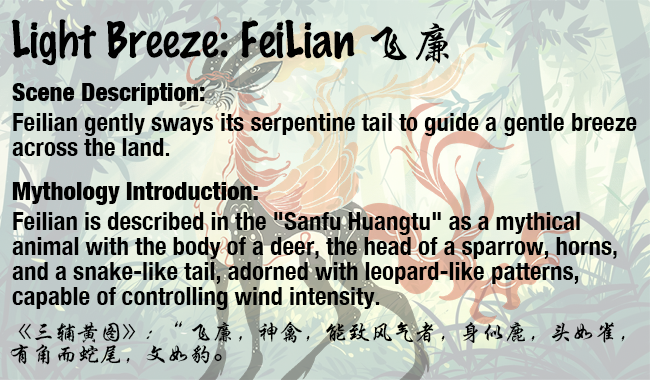 Light Breeze: FeiLian 飞廉
Scene Description:
Feilian gently sways its serpentine tail to guide a gentle breeze
across the land.
Mythology Introduction:
Feilian is described in the "Sanfu Huangtu" as a mythical
animal with the body of a deer, the head of a sparrow, horns,
and a snake-like tail, adorned with leopard-like patterns,
capable of controlling wind intensity.
《三辅黄图》：“飞廉，神禽，能致风气者，身似鹿，头如雀，
有角而蛇尾，文如豹。